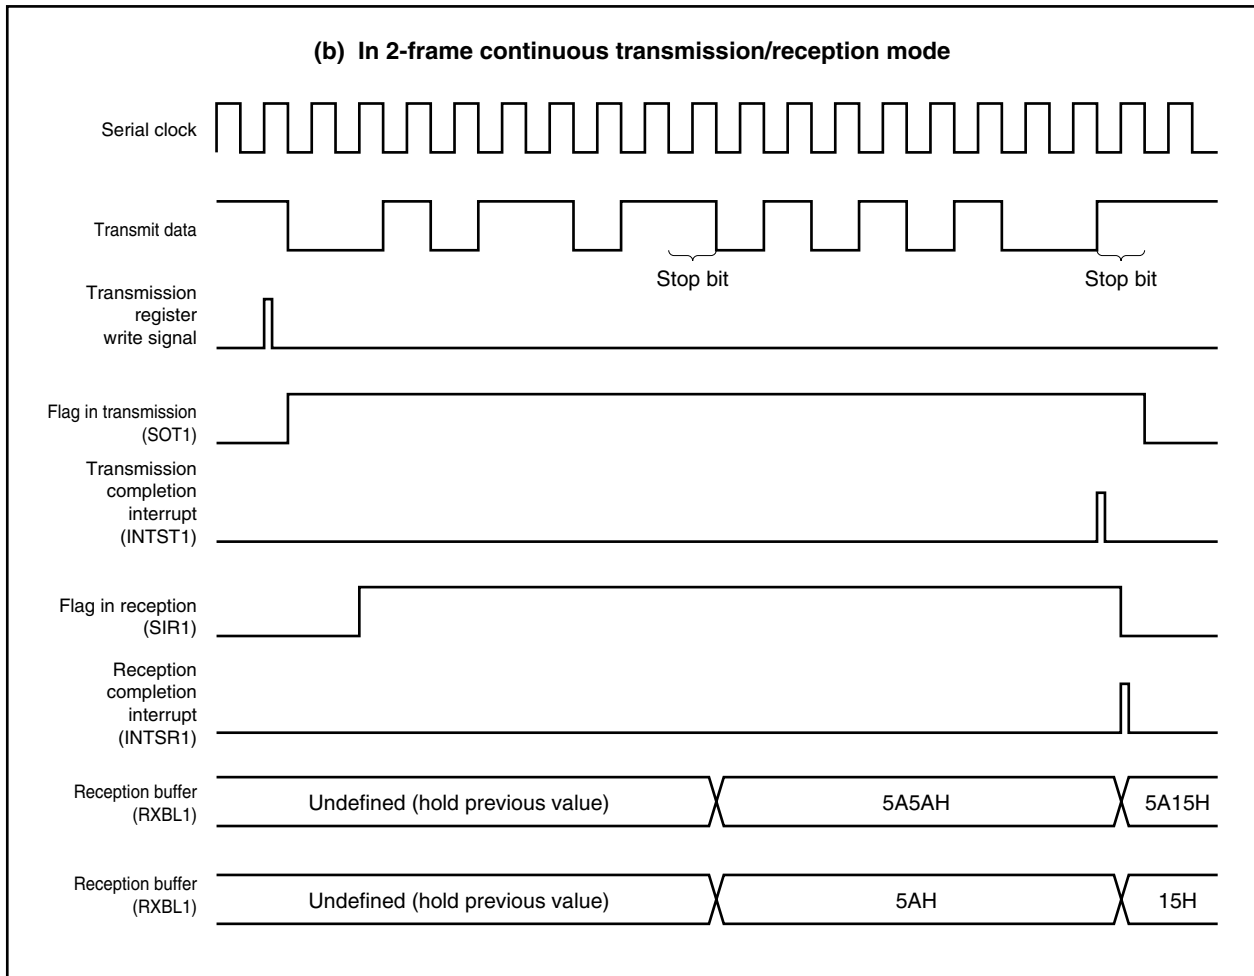 (b) In 2-frame continuous transmission/reception mode
Serial clock
Transmit data
Stop bit
Stop bit
Transmission
register
write signal
Flag in transmission
(SOT1)
Transmission
completion
interrupt
(INTST1)
Flag in reception
(SIR1)
Reception
completion
interrupt
(INTSR1)
Reception buffer
(RXBL1)
Undefined (hold previous value)
5A5AH
5A15H
Reception buffer
(RXBL1)
Undefined (hold previous value)
5AH
15H